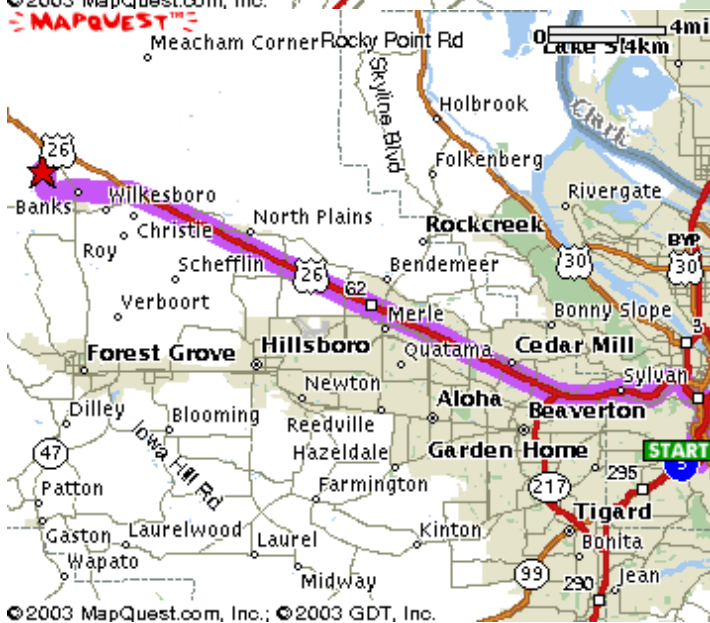 ©2003 MapQuest.com, Inc.
MAPQUEST™
Meacham Corner
Rocky Point Rd
0
4mi
4km
Skyline Blvd
Holbrook
Clark
26
Folkenberg
Rivergate
Banks
Wilkesboro
North Plains
Rockcreek
BYP
30
30
Roy
Christie
Schefflin
26
Bendemeer
62
Verboort
Merle
Bonny Slope
3
Forest Grove
Hillsboro
Quatama
Cedar Mill
Sylvan
Newton
Aloha
Beaverton
Dilley
Blooming
Reedville
Iowa Hill Rd
Hazeldale
Garden Home
START
47
295
5
Patton
Farmington
217
Tigard
Gaston
Laurelwood
Laurel
Kinton
Bonita
Wapato
Midway
99
290
Jean
©2003 MapQuest.com, Inc.; ©2003 GDT, Inc.